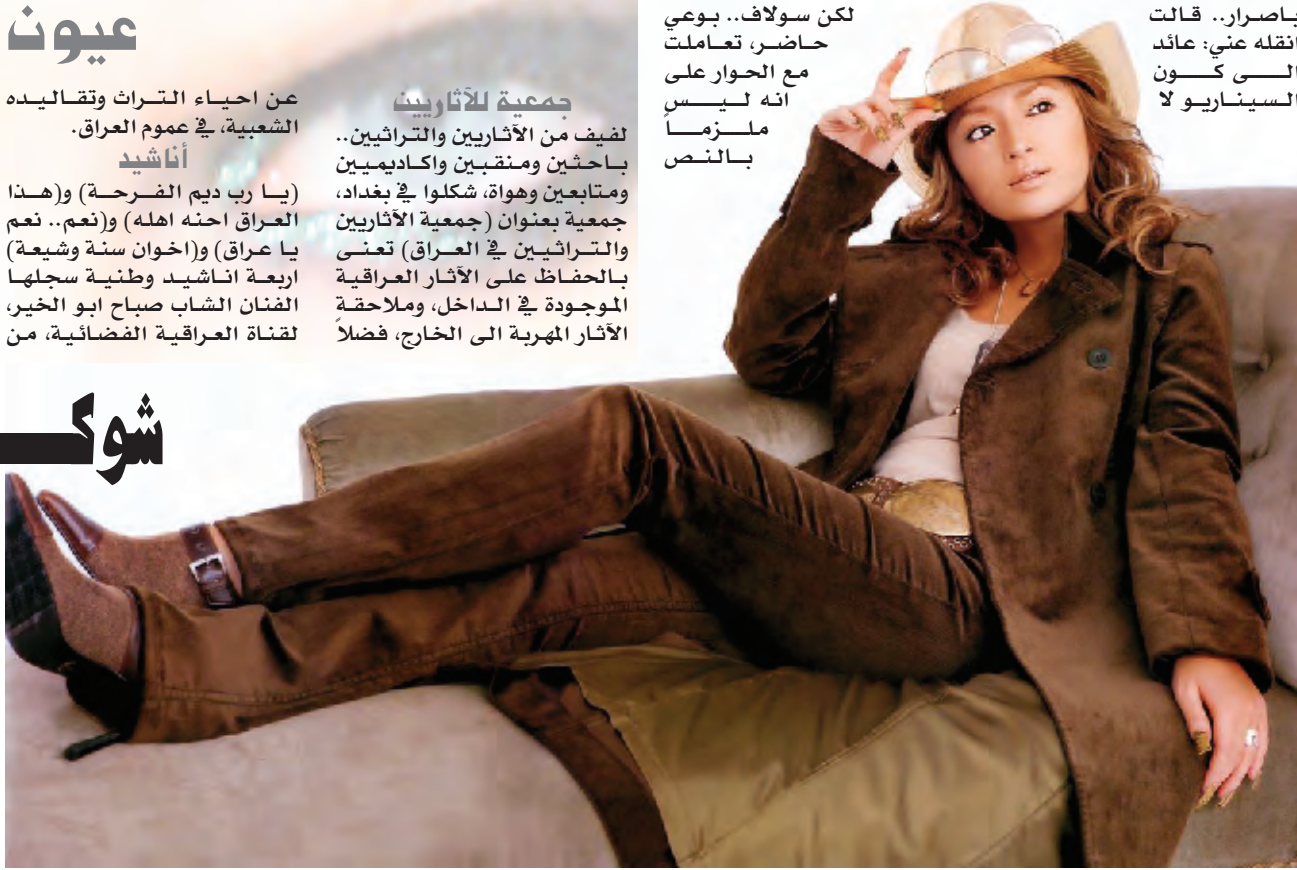 باصرار.. قالت
انقله عني: عائد
الى كون
السيناريو لا
لكن سولاف.. بوعي
حاضر، تعاملت
مع الحوار على
انه ليس
ملزماً
بالنص
عيون
جمعية للآثاريين
لفيف من الآثاريين والتراثيين..
باحثين ومنقبين واكاديميين
ومتابعين وهواة، شكلوا في بغداد،
جمعية بعنوان (جمعية الآثاريين
والتراثيين في العراق) تعنى
بالحفاظ على الآثار العراقية
الموجودة في الداخل، وملاحقة
الآثار المهربة الى الخارج، فضلاً
عن احياء التراث وتقاليده
الشعبية، في عموم العراق.
أناشيد
(يا رب ديم الفرحة) و(هذا
العراق احنه اهله) و(نعم.. نعم
يا عراق) و(اخوان سنة وشيعة)
اربعة اناشيد وطنية سجلها
الفنان الشاب صباح ابو الخير،
لقناة العراقية الفضائية، من
شوكـ